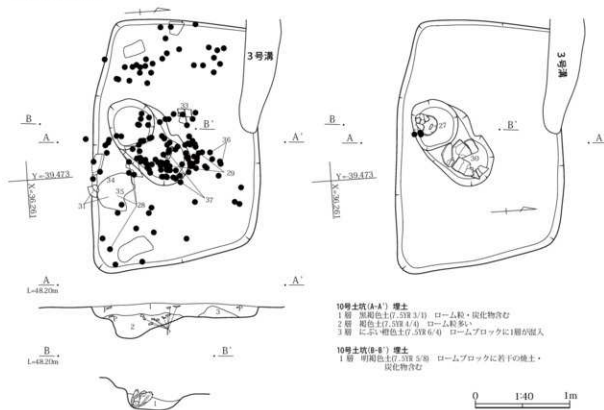 3号溝
33
B
B'
A
A'
36
29
Y=-39.473
X=36.261
34
35
31
28
37
A
A'
L=48.20m
1
3
2
B
B'
L=48.20m
1
3号溝
27
B'
A
30
Y=-39.473
X=36.261
10号土坑(A-A') 埋土
1層 黒褐色土(7.5YR 3/1) ローム粒・炭化物含む
2層 褐色土(7.5YR 4/4) ローム粒多い
3層 にぶい橙色土(7.5YR 6/4) ロームブロックに1層が混入
10号土坑(B-B') 埋土
1層 明褐色土(7.5YR 5/8) ロームブロックに若干の焼土・
炭化物含む
0 1:40 1m